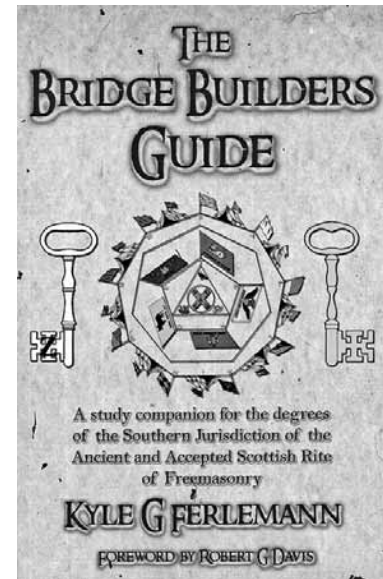 THE
BRIDGE BUILDERS
GUIDE
Z
A study companion for the degrees
of the Southern Jurisdiction of the
Ancient and Accepted Scottish Rite
of Freemasonry
KYLE G FERLEMANN
FOREWORD BY ROBERT G DAVIS